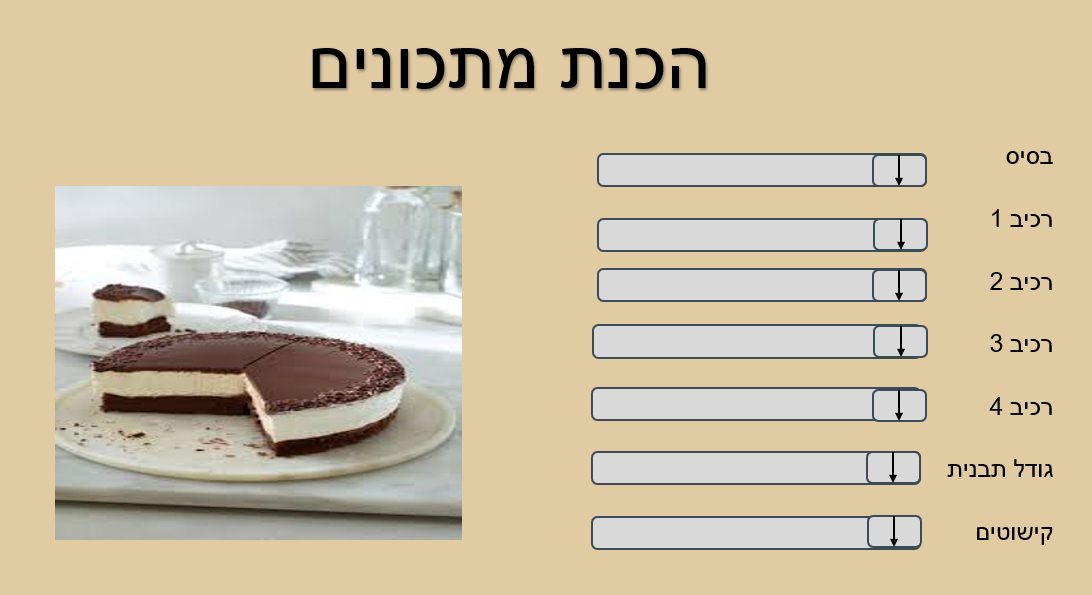 הכנת מתכונים
בסיס
רכיב 1
רכיב 2
רכיב 3
רכיב 4
גודל תבנית
קישוטים